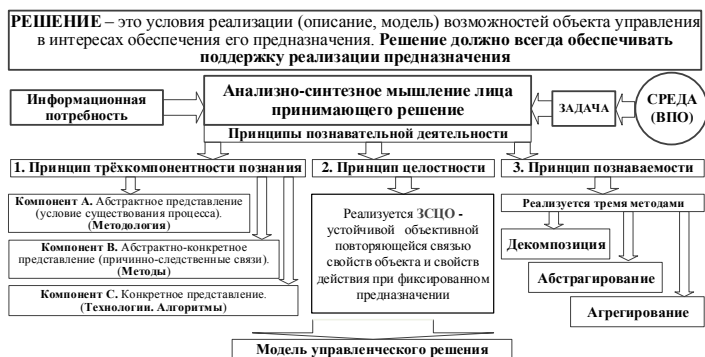 РЕШЕНИЕ – это условия реализации (описание, модель) возможностей объекта управления
в интересах обеспечения его предназначения. Решение должно всегда обеспечивать
поддержку реализации предназначения
Информационная
потребность
Анализно-синтезное мышление лица
принимающего решение
ЗАДАЧА
СРЕДА
(ВПО)
Принципы познавательной деятельности
1. Принцип трёхкомпонентости познания
2. Принцип целостности
3. Принцип познаваемости
Компонент А. Абстрактное представление
(условие существования процесса).
(Методология)
Компонент В. Абстрактно-конкретное
представление (причинно-следственные связи).
(Методы)
Компонент С. Конкретное представление.
(Технологии. Алгоритмы)
Реализуется ЗСЦО -
устойчивой объективной
повторяющейся связью
свойств объекта и свойств
действия при фиксированном
предназначении
Реализуется тремя методами
Декомпозиция
Абстрагирование
Агрегирование
Модель управленческого решения